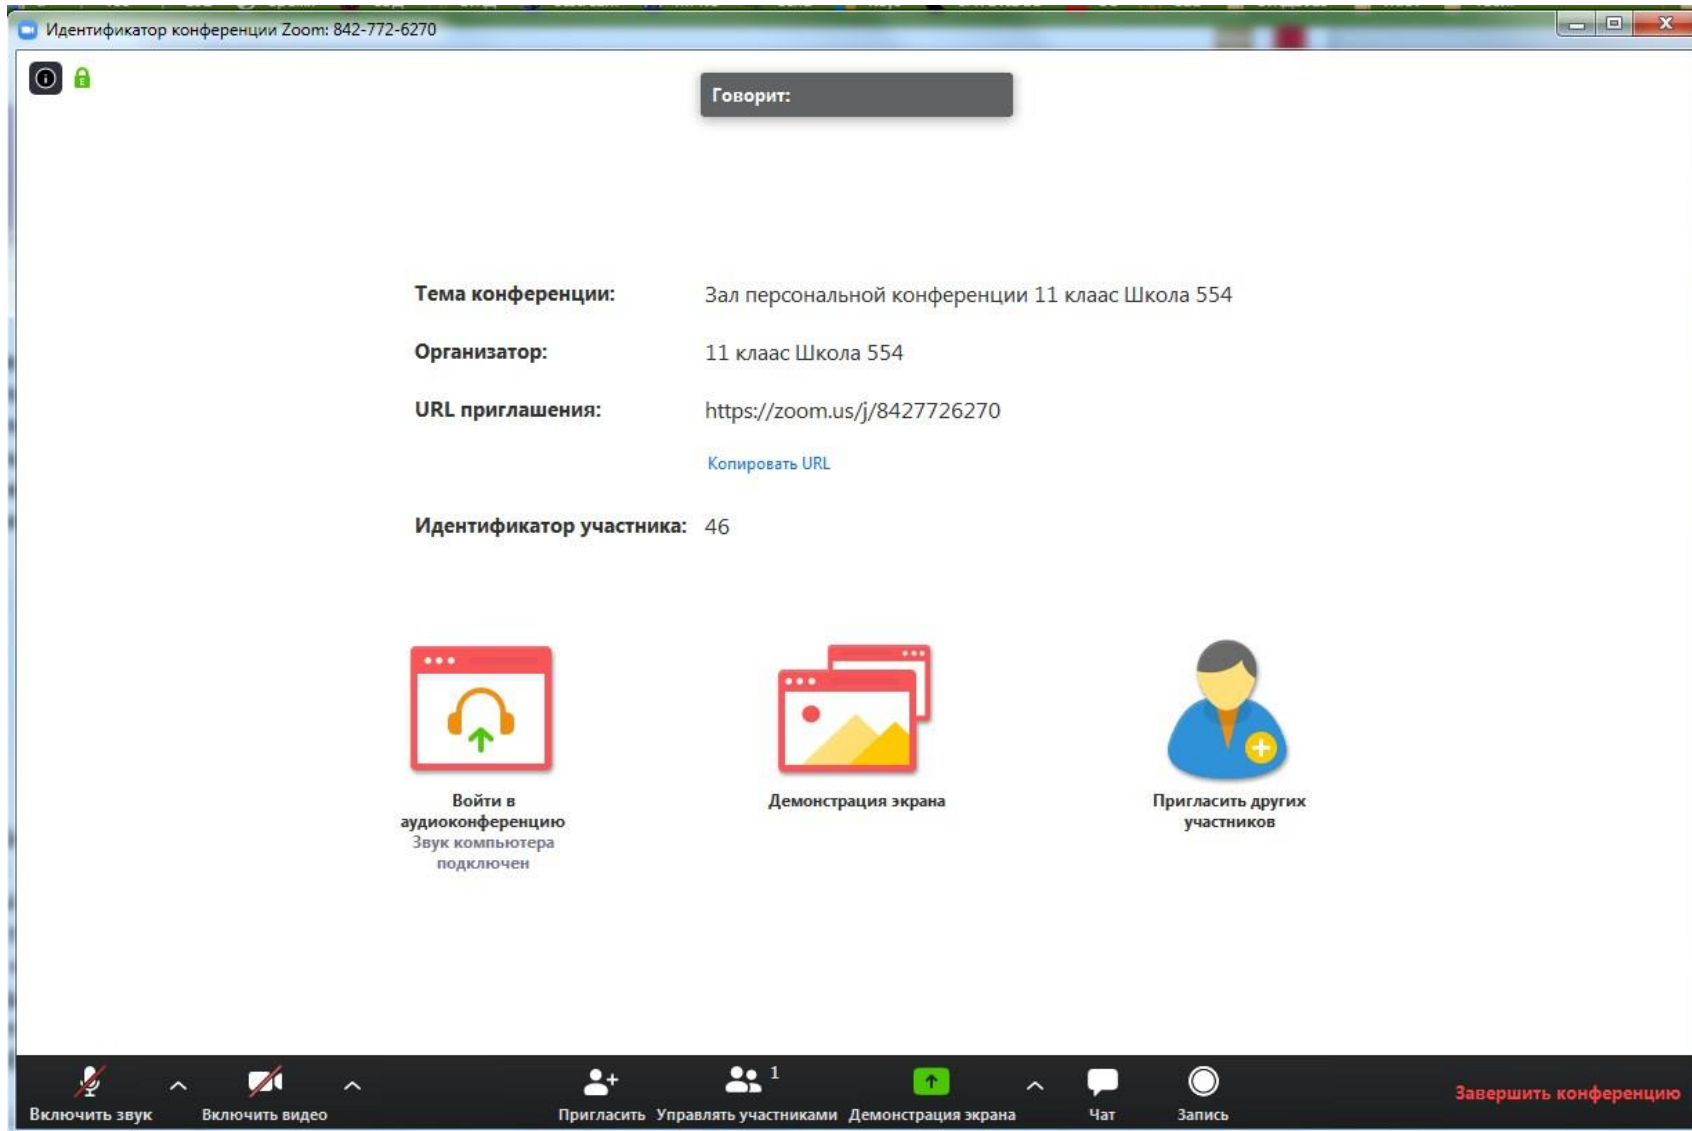 Идентификатор конференции Zoom: 842-772-6270
Говорит:
Тема конференции: Зал персональной конференции 11 клаас Школа 554
Организатор: 11 клаас Школа 554
URL приглашения: https://zoom.us/j/8427726270
Копировать URL
Идентификатор участника: 46
Войти в
аудиоконференцию
Звук компьютера
подключен
Демонстрация экрана
Пригласить других
участников
1
Включить звук
Включить видео
Пригласить
Управлять участниками
Демонстрация экрана
Чат
Запись
Завершить конференцию